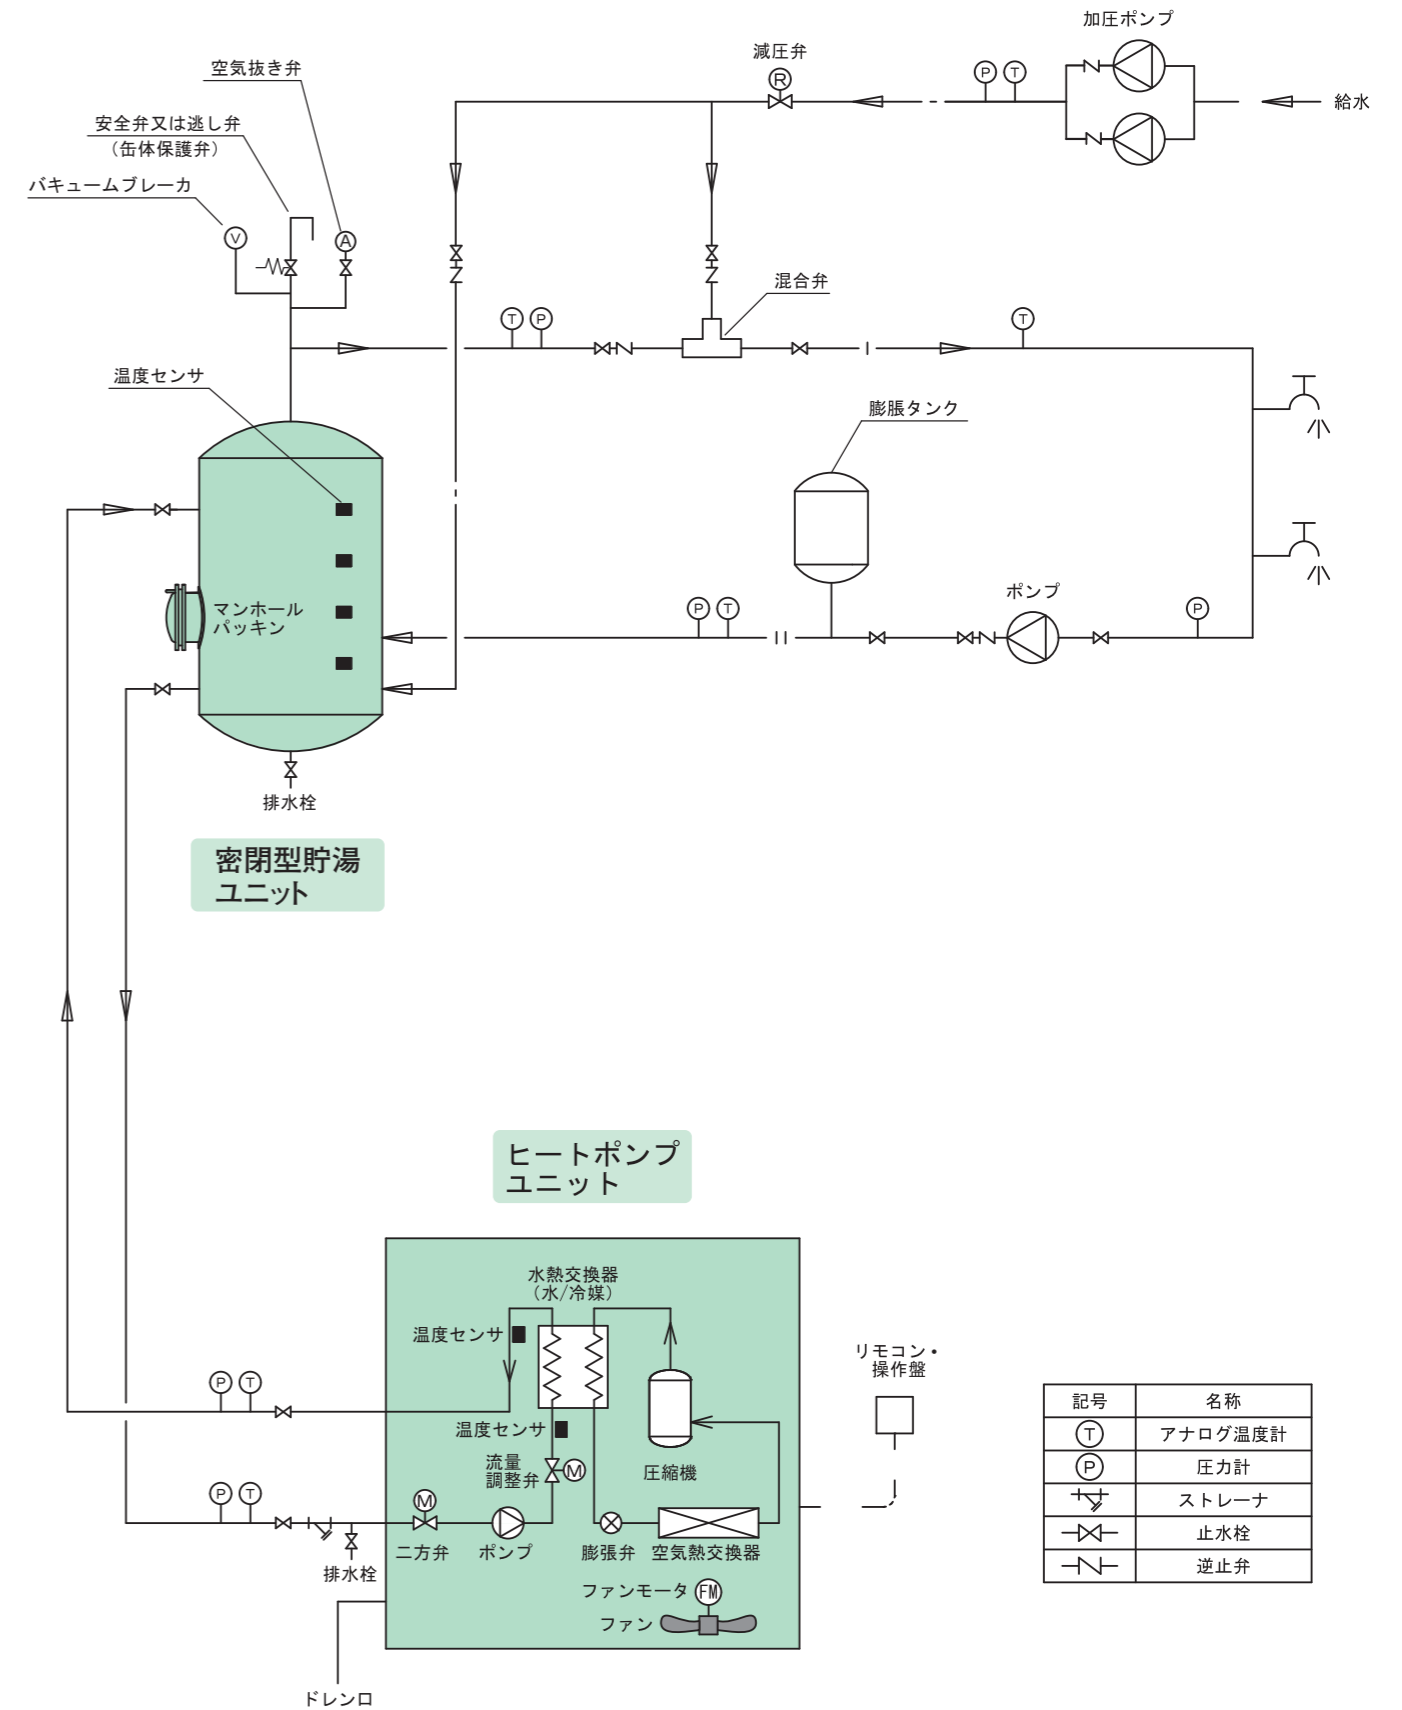 加圧ポンプ
減圧弁
R
P
T
給水
空気抜き弁
安全弁又は逃し弁
（缶体保護弁）
バキュームブレーカ
V
A
混合弁
T
P
T
温度センサ
膨脹タンク
マンホール
パッキン
P
T
ポンプ
P
排水栓
密閉型貯湯
ユニット
ヒートポンプ
ユニット
水熱交換器
（水/冷媒）
温度センサ
P
T
温度センサ
流量
調整弁
M
圧縮機
リモコン・
操作盤
P
T
M
二方弁
ポンプ
膨張弁
空気熱交換器
排水栓
ファンモータ
FM
ファン
ドレン口
記号
名称
T
アナログ温度計
P
圧力計
ストレーナ
止水栓
逆止弁